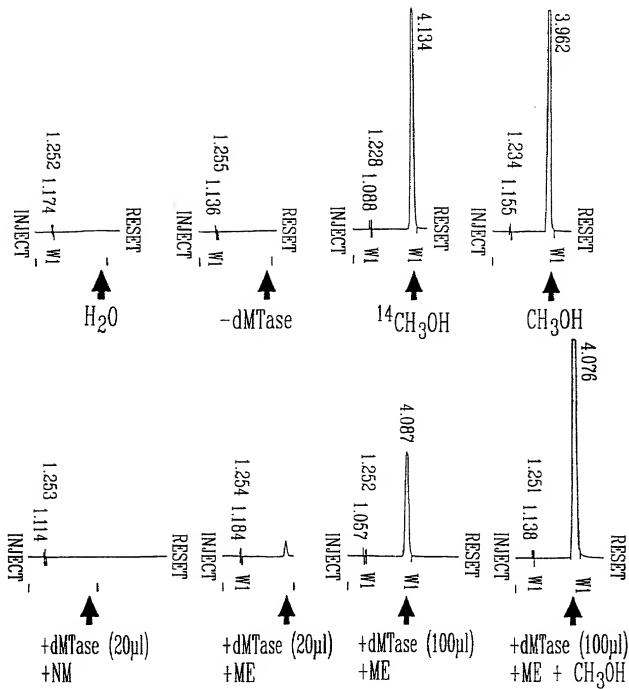 1.252
1.174
INJECT
W1
RESET
H2O
1.255
1.136
INJECT
W1
RESET
-dMTase
4.134
1.228
1.088
INJECT
W1
W1
RESET
14CH3OH
3.962
1.234
1.155
INJECT
W1
RESET
CH3OH
1.253
1.114
INJECT
RESET
+dMTase (20µl)
+NM
1.254
1.184
INJECT
W1
+dMTase (20µl)
+ME
4.087
1.252
1.057
INJECT
W1
W1
RESET
+dMTase (100µl)
+ME
4.076
1.251
1.138
INJECT
W1
W1
RESET
+dMTase (100µl)
+ME + CH3OH